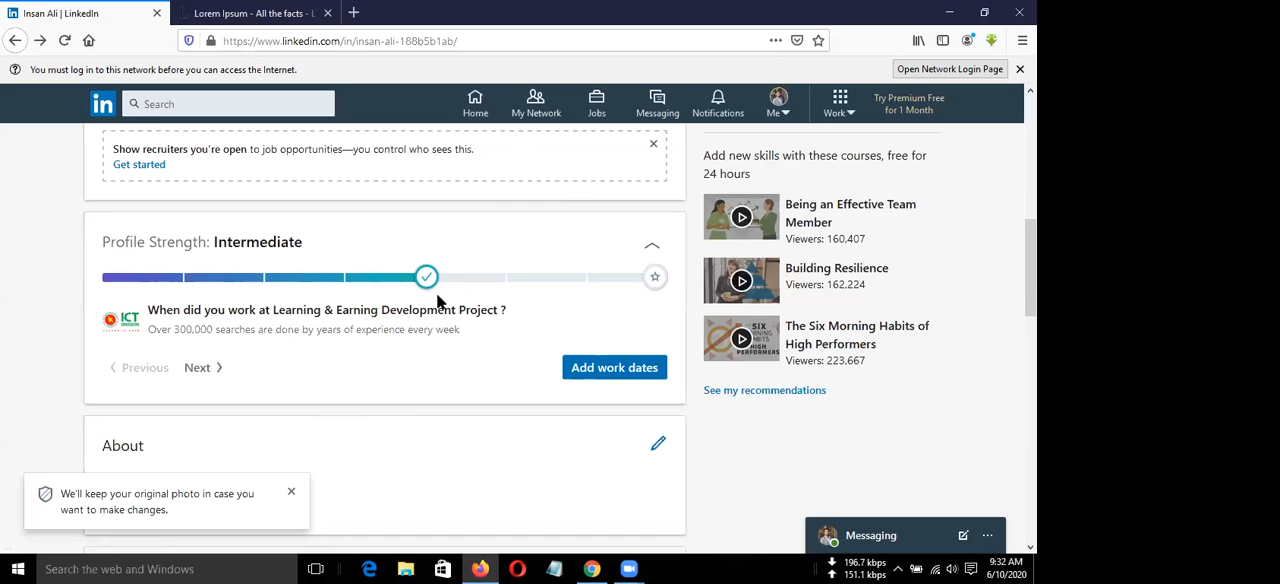 Insan Ali | LinkedIn
Lorem Ipsum - All the facts - L
https://www.linkedin.com/in/insan-ali-188b5b1ab/
You must log in to this network before you can access the Internet.
Open Network Login Page
in
Search
Home
My Network
Jobs
Messaging
Notifications
Me
Work
Try Premium Free
for 1 Month
Show recruiters you're open to job opportunities—you control who sees this.
Get started
Profile Strength: Intermediate
ICT
DIVISION
When did you work at Learning & Earning Development Project ?
Over 300,000 searches are done by years of experience every week.
Previous
Next
Add work dates
About
We'll keep your original photo in case you
want to make changes.
Add new skills with these courses, free for
24 hours
Being an Effective Team
Member
Viewers: 160,407
Building Resilience
Viewers: 162,224
SIX
MORNING
HABITS
HIGH
PERFORMERS
The Six Morning Habits of
High Performers
Viewers: 223,667
See my recommendations
Messaging
Search the web and Windows
196.7 kbps
151.1 kbps
9:32 AM
6/10/2020